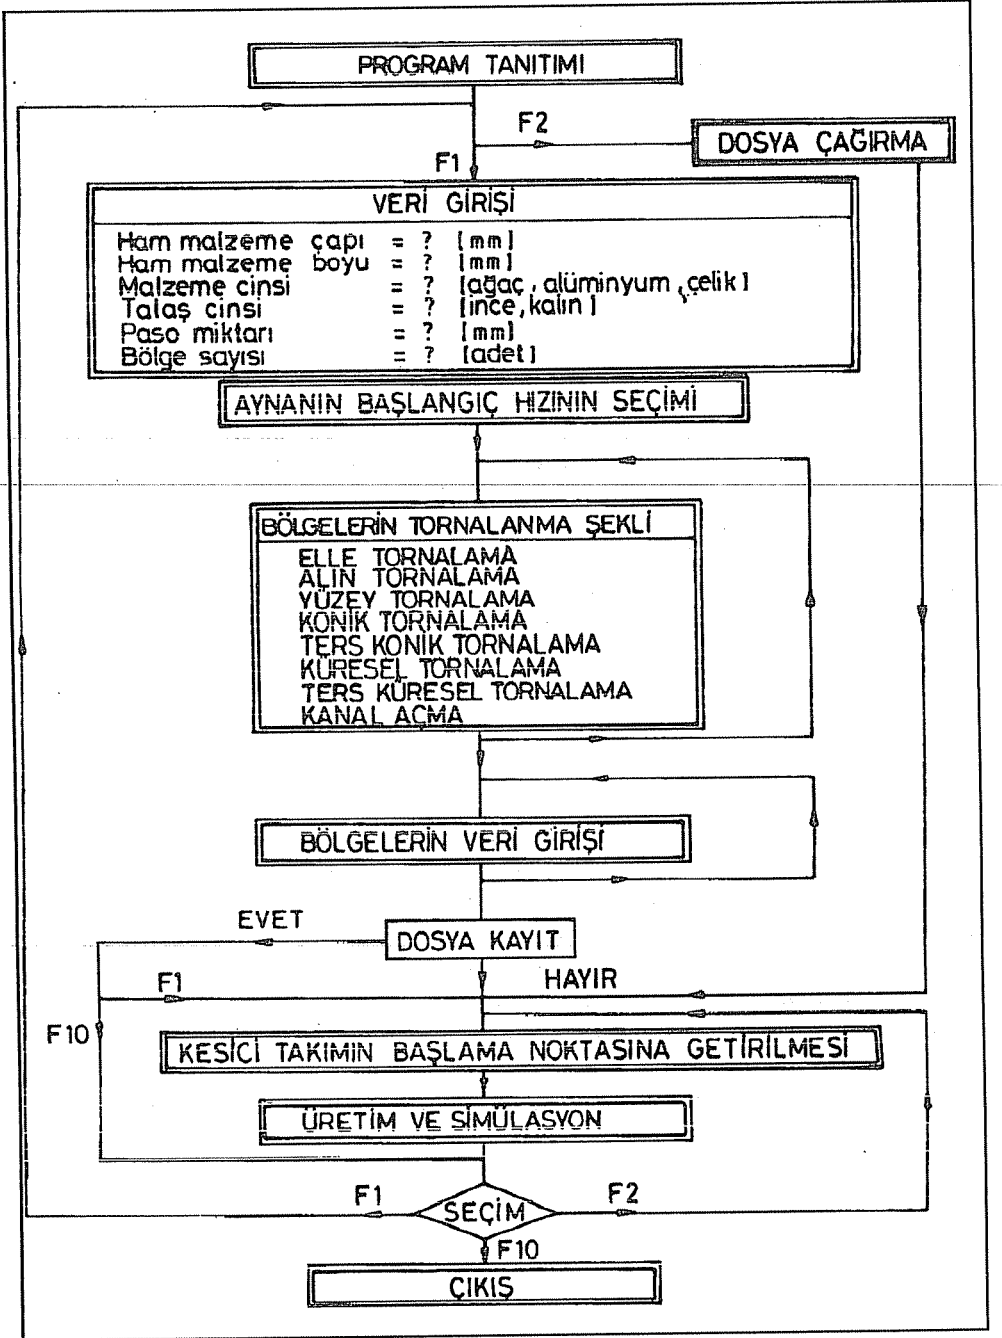 PROGRAM TANITIMI
F2
DOSYA ÇAĞIRMA
F1
VERİ GİRİŞİ
Ham malzeme çapı = ? [mm]
Ham malzeme boyu = ? [mm]
Malzeme cinsi = ? [ağaç, alüminyum, çelik]
Talaş cinsi = ? [ince, kalın]
Paso miktarı = ? [mm]
Bölge sayısı = ? [adet]
AYNANIN BAŞLANGIÇ HIZININ SEÇİMİ
BÖLGELERİN TORNALANMA ŞEKLİ
ELLE TORNALAMA
ALIN TORNALAMA
YÜZEY TORNALAMA
KONİK TORNALAMA
TERS KONİK TORNALAMA
KÜRESEL TORNALAMA
TERS KÜRESEL TORNALAMA
KANAL AÇMA
BÖLGELERİN VERİ GİRİŞİ
EVET
DOSYA KAYIT
HAYIR
F1
F10
KESİCİ TAKIMIN BAŞLAMA NOKTASINA GETİRİLMESİ
ÜRETİM VE SİMÜLASYON
F1
SEÇİM
F2
F10
ÇIKIŞ